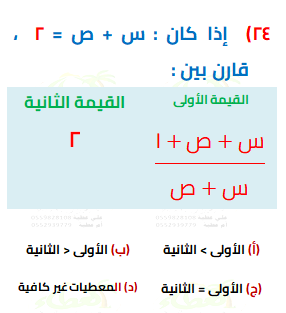 ٢٤) إذا كان : س + ص = ٢ ،
قارن بين :
القيمة الأولى
القيمة الثانية
س + ص + ١
س + ص
٢
(أ) الأولى > الثانية
(ب) الأولى < الثانية
(ج) الأولى = الثانية
(د) المعطيات غير كافية